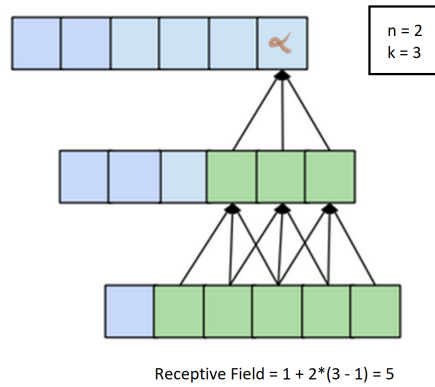 n = 2
k = 3
Receptive Field = 1 + 2*(3 - 1) = 5